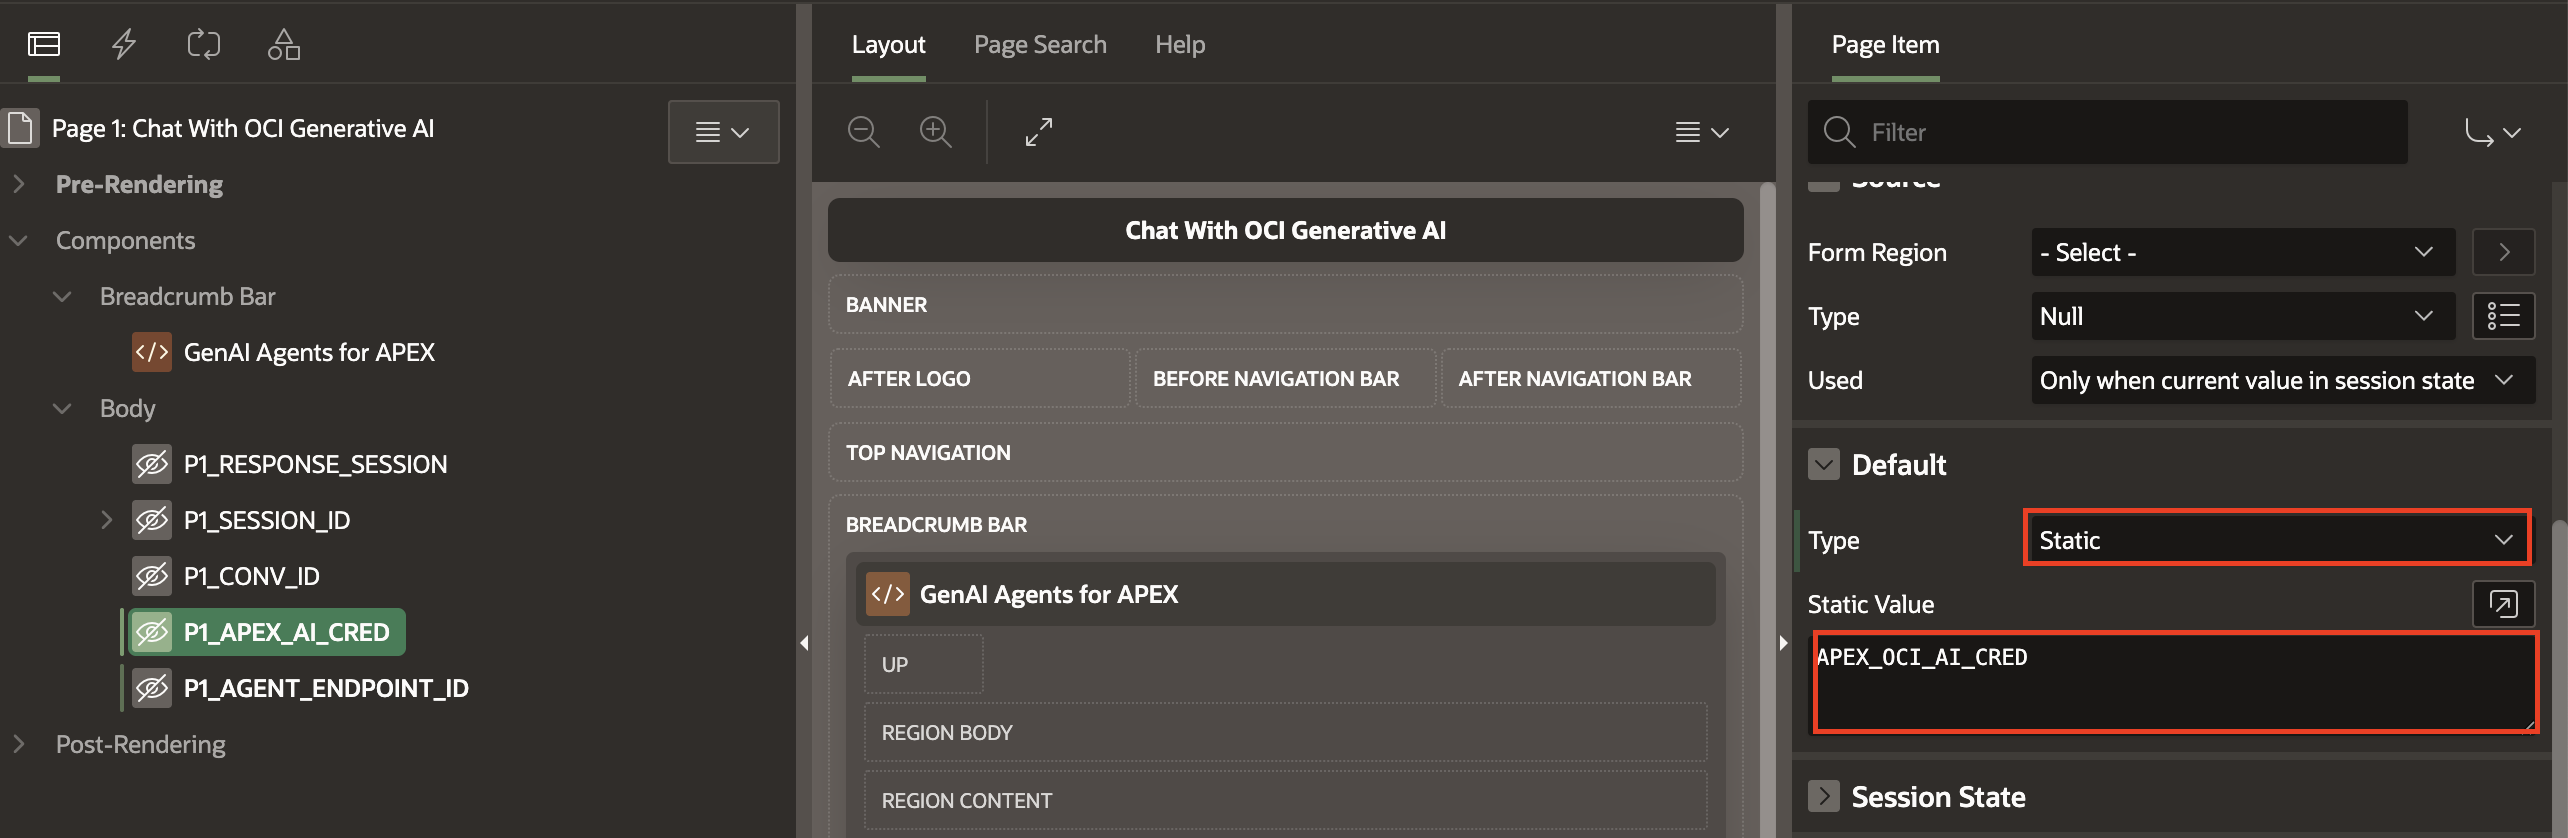 Page 1: Chat With OCI Generative AI
Pre-Rendering
Components
Breadcrumb Bar
</> GenAI Agents for APEX
Body
P1_RESPONSE_SESSION
P1_SESSION_ID
P1_CONV_ID
P1_APEX_AI_CRED
P1_AGENT_ENDPOINT_ID
Post-Rendering
Layout Page Search Help
Chat With OCI Generative AI
BANNER
AFTER LOGO BEFORE NAVIGATION BAR AFTER NAVIGATION BAR
TOP NAVIGATION
BREADCRUMB BAR
</> GenAI Agents for APEX
UP
REGION BODY
REGION CONTENT
Page Item
Filter
Source
Form Region - Select -
Type Null
Used Only when current value in session state
Default
Type Static
Static Value
APEX_OCI_AI_CRED
Session State